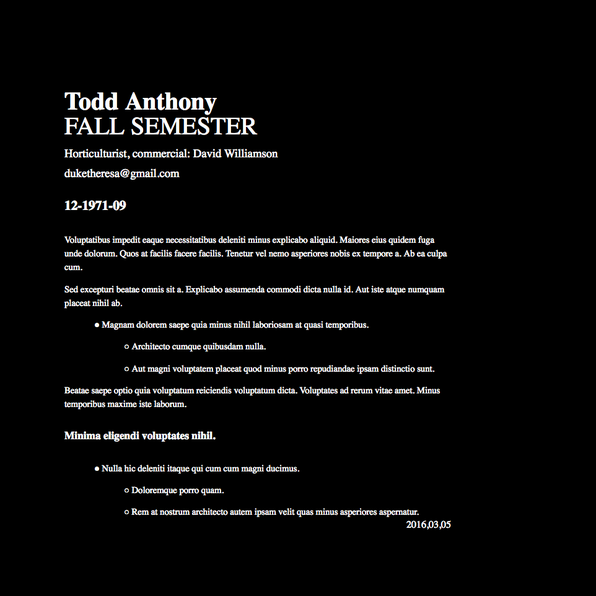 Todd Anthony
FALL SEMESTER
Horticulturist, commercial: David Williamson
duketheresa@gmail.com
12-1971-09
Voluptatibus impedit eaque necessitatibus deleniti minus explicabo aliquid. Maiores eius quidem fuga
unde dolorum. Quos at facilis facere facilis. Tenetur vel nemo asperiores nobis ex tempore a. Ab ea culpa
cum.
Sed excepturi beatae omnis sit a. Explicabo assumenda commodi dicta nulla id. Aut iste atque numquam
placeat nihil ab.
● Magnam dolorem saepe quia minus nihil laboriosam at quasi temporibus.
○ Architecto cumque quibusdam nulla.
○ Aut magni voluptatem placeat quod minus porro repudiandae ipsam distinctio sunt.
Beatae saepe optio quia voluptatum reiciendis voluptatum dicta. Voluptates ad rerum vitae amet. Minus
temporibus maxime iste laborum.
Minima eligendi voluptates nihil.
● Nulla hic deleniti itaque qui cum cum magni ducimus.
○ Doloremque porro quam.
○ Rem at nostrum architecto autem ipsam velit quas minus asperiores aspernatur.
2016,03,05